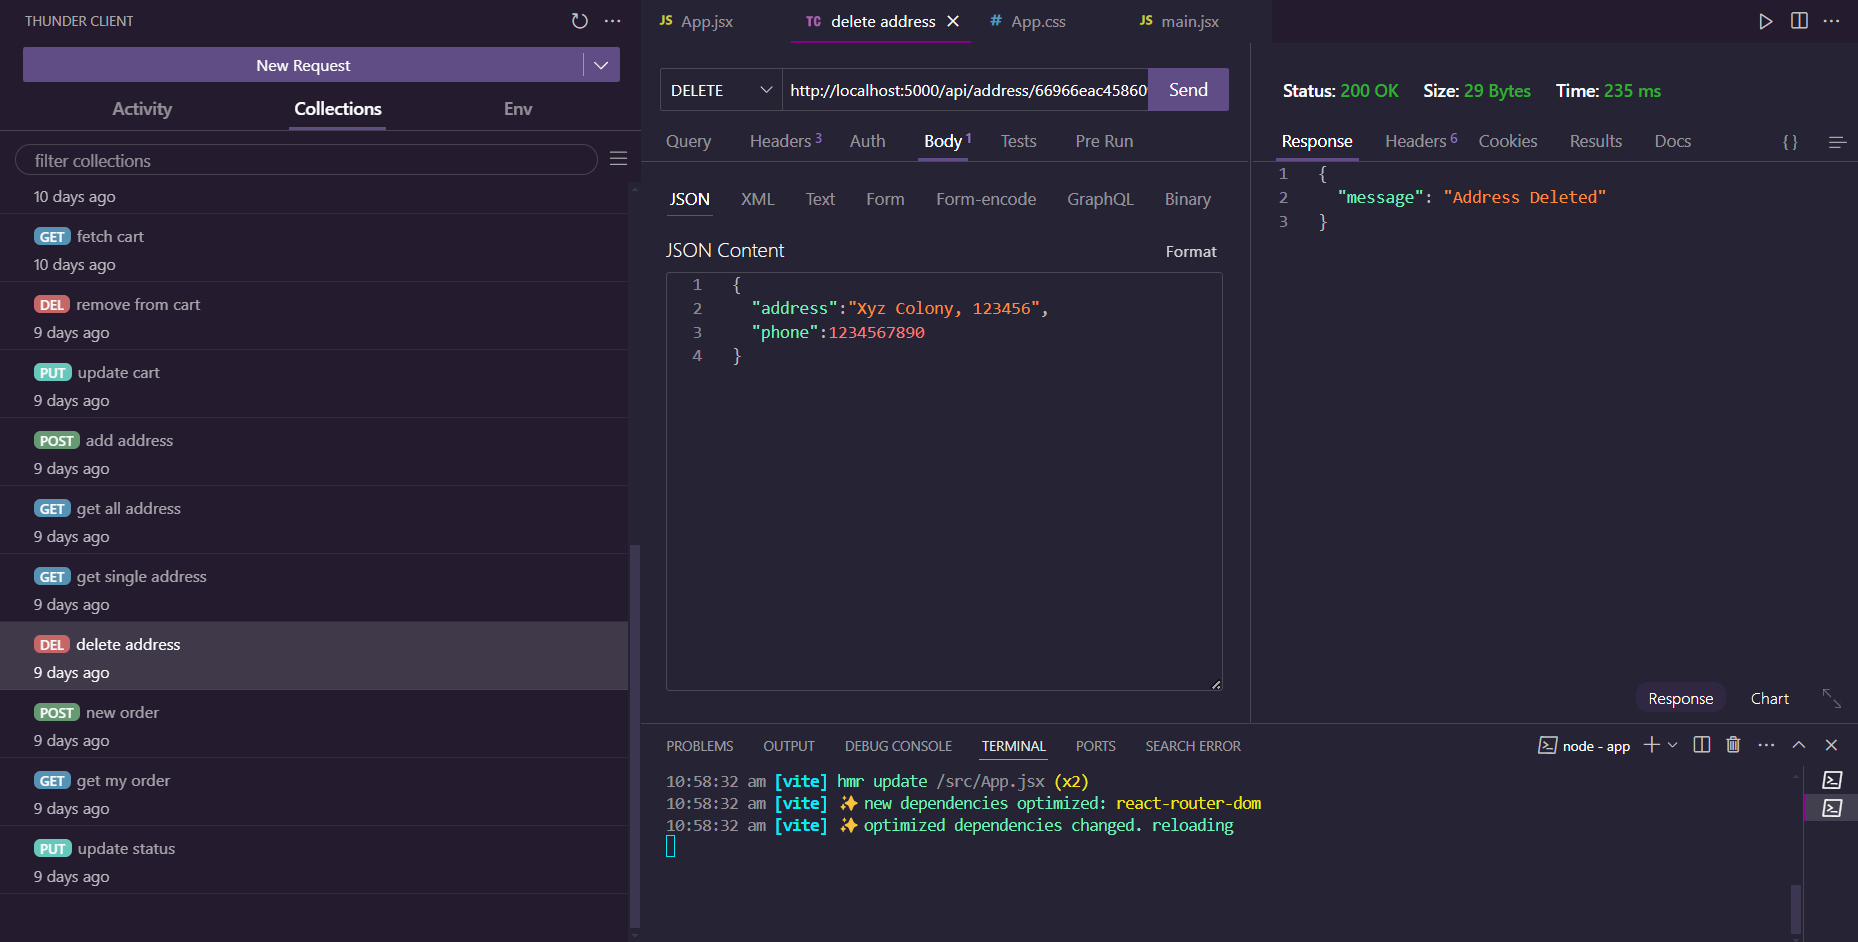 THUNDER CLIENT
New Request
Activity Collections Env
filter collections
10 days ago
GET fetch cart
10 days ago
DEL remove from cart
9 days ago
PUT update cart
9 days ago
POST add address
9 days ago
GET get all address
9 days ago
GET get single address
9 days ago
DEL delete address
9 days ago
POST new order
9 days ago
GET get my order
9 days ago
PUT update status
9 days ago
JS App.jsx TC delete address # App.css JS main.jsx
DELETE http://localhost:5000/api/address/66966eac45860 Send
Query Headers 3 Auth Body 1 Tests Pre Run
JSON XML Text Form Form-encode GraphQL Binary
JSON Content Format
1 {
2 "address":"Xyz Colony, 123456",
3 "phone":1234567890
4 }
Status: 200 OK Size: 29 Bytes Time: 235 ms
Response Headers 6 Cookies Results Docs { }
1 {
2 "message": "Address Deleted"
3 }
Response Chart
PROBLEMS OUTPUT DEBUG CONSOLE TERMINAL PORTS SEARCH ERROR node - app
10:58:32 am [vite] hmr update /src/App.jsx (x2)
10:58:32 am [vite] ✨ new dependencies optimized: react-router-dom
10:58:32 am [vite] ✨ optimized dependencies changed. reloading